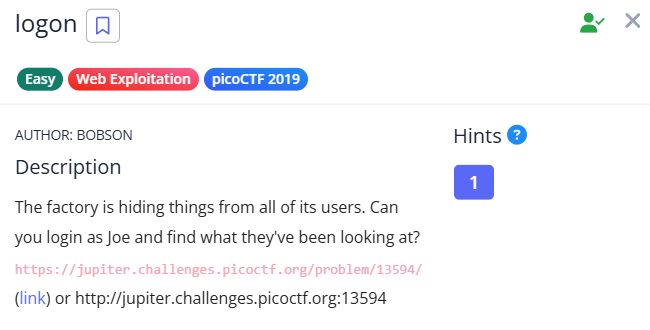 logon
Easy Web Exploitation picoCTF 2019
AUTHOR: BOBSON
Description
The factory is hiding things from all of its users. Can
you login as Joe and find what they've been looking at?
https://jupiter.challenges.picoctf.org/problem/13594/
(link) or http://jupiter.challenges.picoctf.org:13594
Hints ?
1